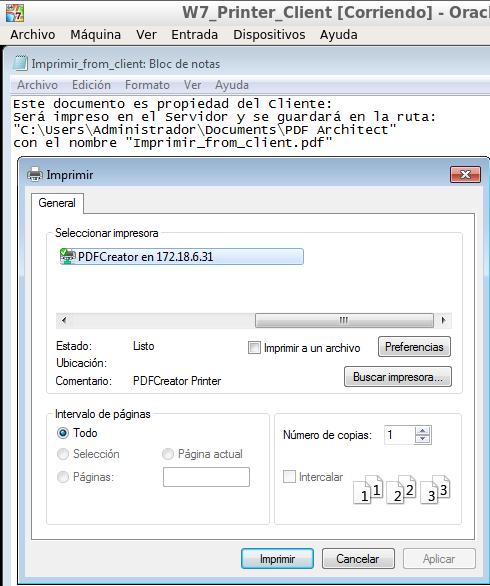 W7_Printer_Client [Corriendo] - Orac
Archivo Máquina Ver Entrada Dispositivos Ayuda
Imprimir_from_client: Bloc de notas
Archivo Edición Formato Ver Ayuda
Este documento es propiedad del Cliente:
Será impreso en el Servidor y se guardará en la ruta:
"C:\Users\Administrador\Documents\PDF Architect"
con el nombre "Imprimir_from_client.pdf"
Imprimir
General
Seleccionar impresora
PDFCreator en 172.18.6.31
Estado: Listo
Imprimir a un archivo
Preferencias
Ubicación:
Comentario: PDFCreator Printer
Buscar impresora...
Intervalo de páginas
Todo
Selección
Página actual
Páginas:
Número de copias: 1
Intercalar
1 1 2 2 3 3
Imprimir Cancelar Aplicar